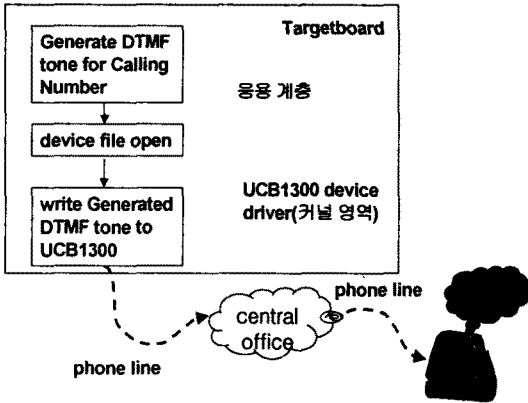 Targetboard
Generate DTMF
tone for Calling
Number
응용 계층
device file open
write Generated
DTMF tone to
UCB1300
UCB1300 device
driver(커널 영역)
phone line
central
office
phone line